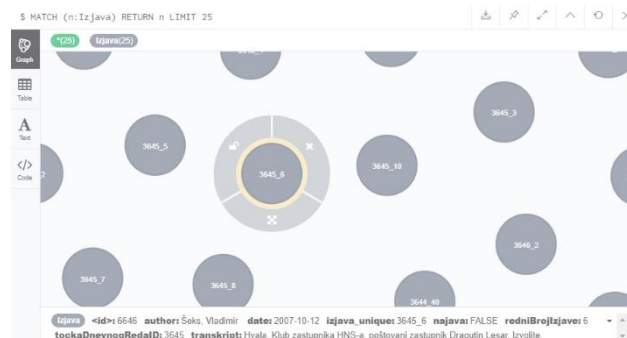 $ MATCH (n:Izjava) RETURN n LIMIT 25
*(25) Izjava(25)
Graph
Table
A
Text
</>
Code
3645_3
3645_5
3645_6
3645_10
3646_2
3645_7
3645_8
3644_40
Izjava <id>: 6646 author: Šeks, Vladimir date: 2007-10-12 izjava_unique: 3645_6 najava: FALSE redniBrojIzjave: 6
tockaDnevnogRedaID: 3645 transkript: Hvala. Klub zastupnika HNS-a, poštovani zastupnik Dragutin Lesar. Izvolite.